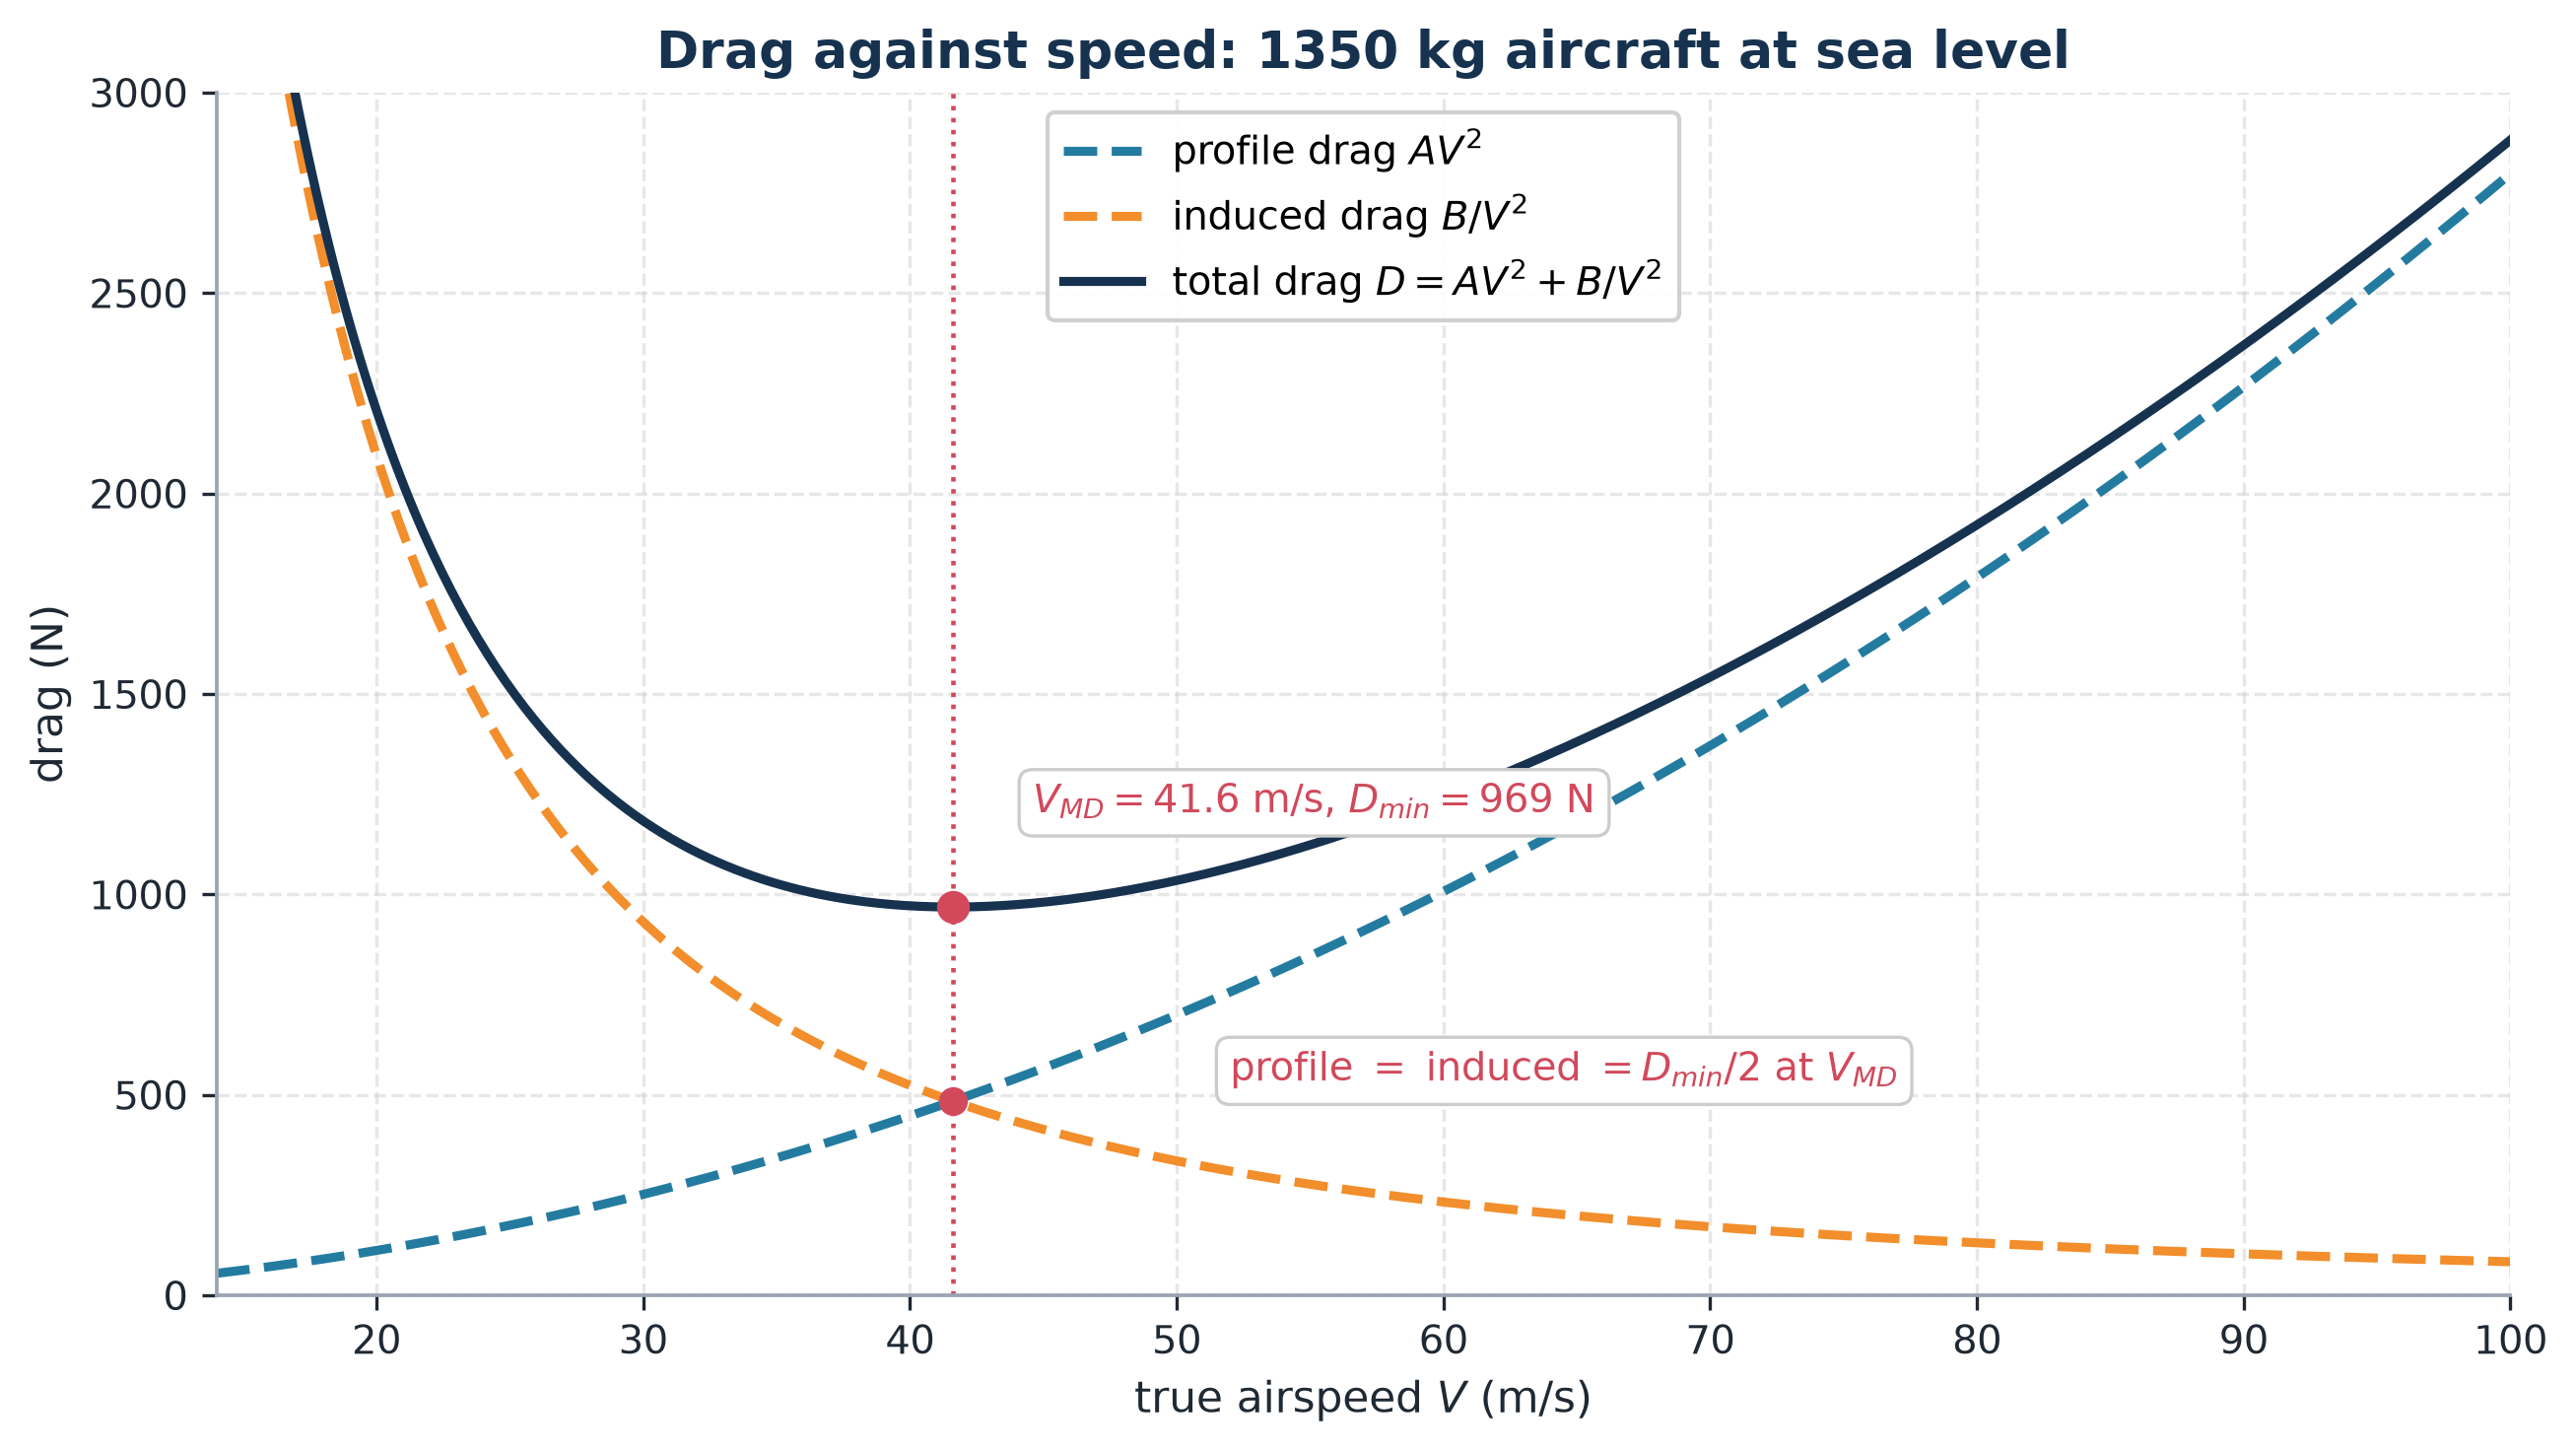 Drag against speed: 1350 kg aircraft at sea level
3000
2500
2000
1500
1000
500
0
drag (N)
profile drag AV²
induced drag B/V²
total drag D = AV² + B/V²
V_MD = 41.6 m/s, D_min = 969 N
profile = induced = D_min/2 at V_MD
20 30 40 50 60 70 80 90 100
true airspeed V (m/s)